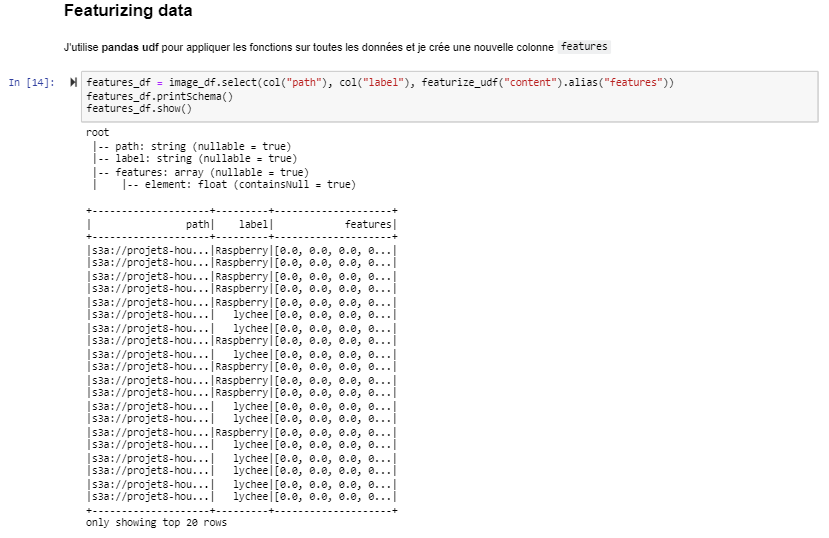 Featurizing data
J'utilise pandas udf pour appliquer les fonctions sur toutes les données et je crée une nouvelle colonne features
In [14]: features_df = image_df.select(col("path"), col("label"), featurize_udf("content").alias("features"))
features_df.printSchema()
features_df.show()
root
 |-- path: string (nullable = true)
 |-- label: string (nullable = true)
 |-- features: array (nullable = true)
 |    |-- element: float (containsNull = true)
+--------------------+---------+--------------------+
|                path|    label|            features|
+--------------------+---------+--------------------+
|s3a://projet8-hou...|Raspberry|[0.0, 0.0, 0.0, 0...|
|s3a://projet8-hou...|Raspberry|[0.0, 0.0, 0.0, 0...|
|s3a://projet8-hou...|Raspberry|[0.0, 0.0, 0.0, 0...|
|s3a://projet8-hou...|Raspberry|[0.0, 0.0, 0.0, 0...|
|s3a://projet8-hou...|Raspberry|[0.0, 0.0, 0.0, 0...|
|s3a://projet8-hou...|   lychee|[0.0, 0.0, 0.0, 0...|
|s3a://projet8-hou...|   lychee|[0.0, 0.0, 0.0, 0...|
|s3a://projet8-hou...|Raspberry|[0.0, 0.0, 0.0, 0...|
|s3a://projet8-hou...|   lychee|[0.0, 0.0, 0.0, 0...|
|s3a://projet8-hou...|Raspberry|[0.0, 0.0, 0.0, 0...|
|s3a://projet8-hou...|Raspberry|[0.0, 0.0, 0.0, 0...|
|s3a://projet8-hou...|Raspberry|[0.0, 0.0, 0.0, 0...|
|s3a://projet8-hou...|   lychee|[0.0, 0.0, 0.0, 0...|
|s3a://projet8-hou...|   lychee|[0.0, 0.0, 0.0, 0...|
|s3a://projet8-hou...|Raspberry|[0.0, 0.0, 0.0, 0...|
|s3a://projet8-hou...|   lychee|[0.0, 0.0, 0.0, 0...|
|s3a://projet8-hou...|   lychee|[0.0, 0.0, 0.0, 0...|
|s3a://projet8-hou...|   lychee|[0.0, 0.0, 0.0, 0...|
|s3a://projet8-hou...|   lychee|[0.0, 0.0, 0.0, 0...|
|s3a://projet8-hou...|   lychee|[0.0, 0.0, 0.0, 0...|
+--------------------+---------+--------------------+
only showing top 20 rows